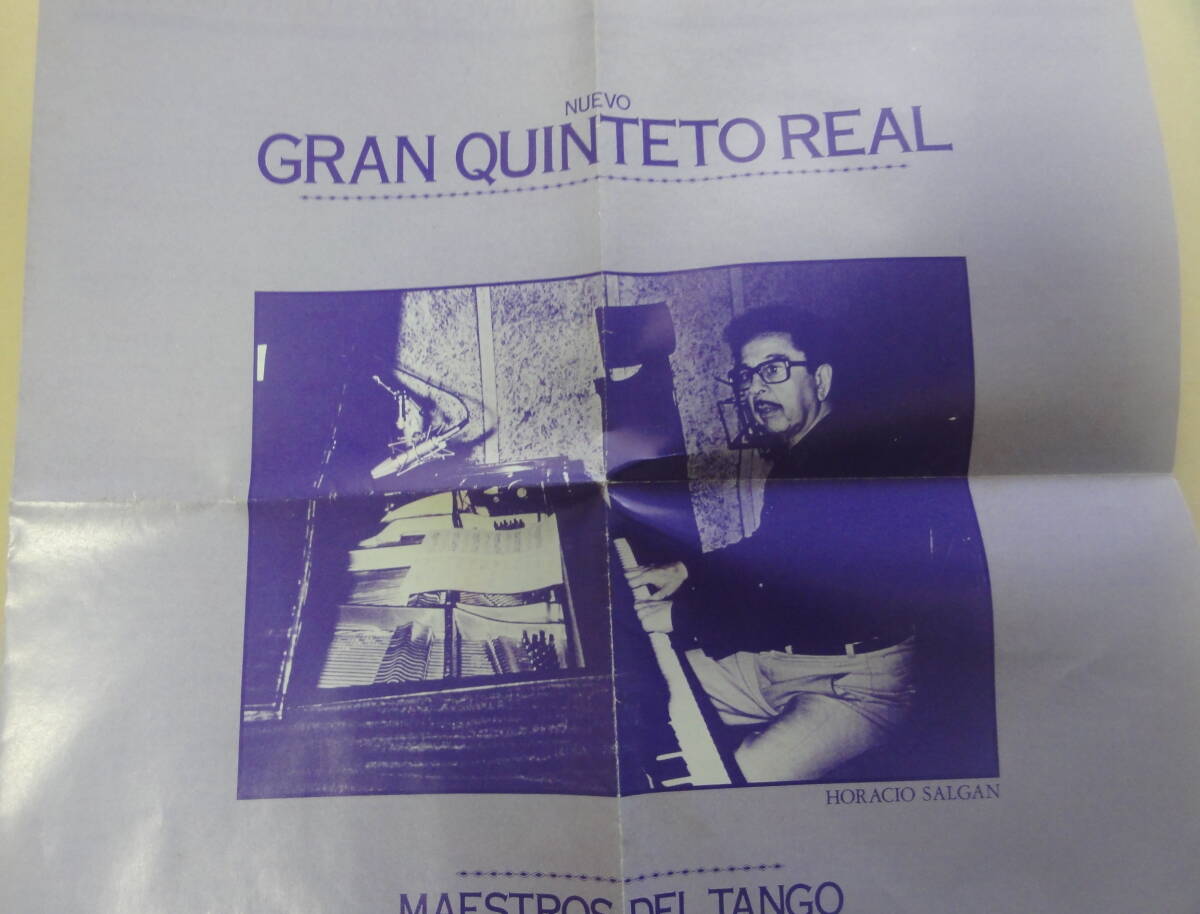 NUEVO
GRAN QUINTETO REAL
HORACIO SALGAN
MAESTROS DEL TANGO